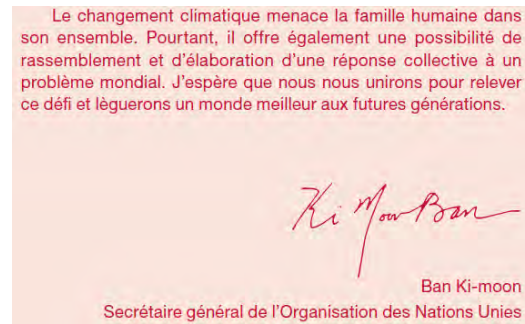 Le changement climatique menace la famille humaine dans
son ensemble. Pourtant, il offre également une possibilité de
rassemblement et d'élaboration d'une réponse collective à un
problème mondial. J'espère que nous nous unirons pour relever
ce défi et lèguerons un monde meilleur aux futures générations.
Ki Moon Ban
Ban Ki-moon
Secrétaire général de l'Organisation des Nations Unies